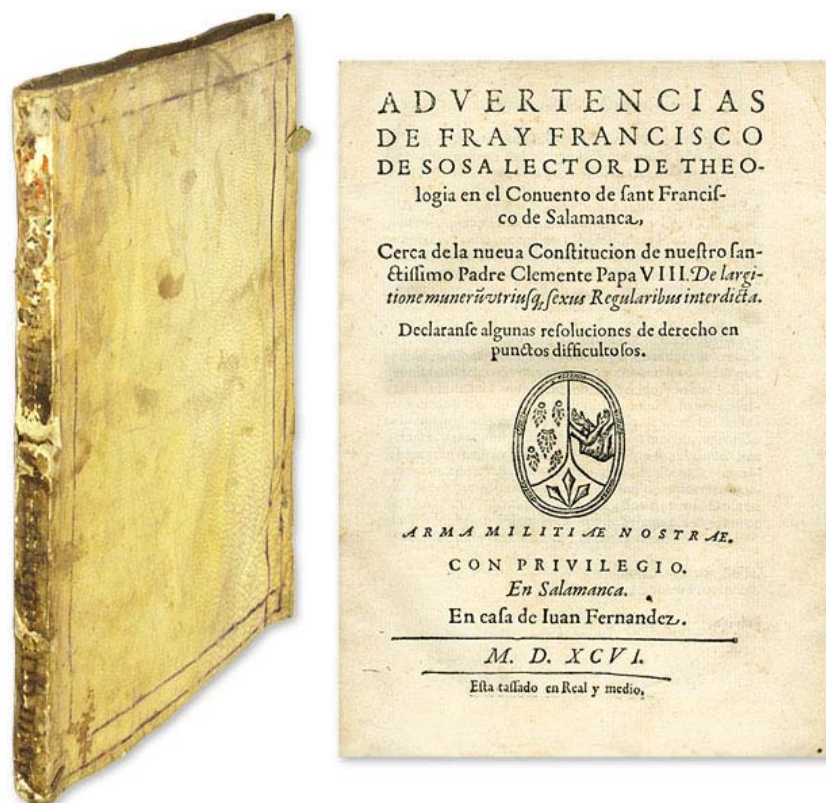 ADVERTENCIAS
DE FRAY FRANCISCO
DE SOSA LECTOR DE THEO-
logia en el Conuento de ſant Franciſ-
co de Salamanca,
Cerca de la nueua Conſtitucion de nueſtro ſan-
ctiſſimo Padre Clemente Papa VIII. De largi-
tione munerũ vtriuſq, ſexus Regularibus interdicta.
Declaranſe algunas reſoluciones de derecho en
punctos difficultoſos.
ARMA MILITIÆ NOSTRÆ.
CON PRIVILEGIO.
En Salamanca.
En caſa de Iuan Fernandez.
M. D. XCVI.
Eſta taſſado en Real y medio,